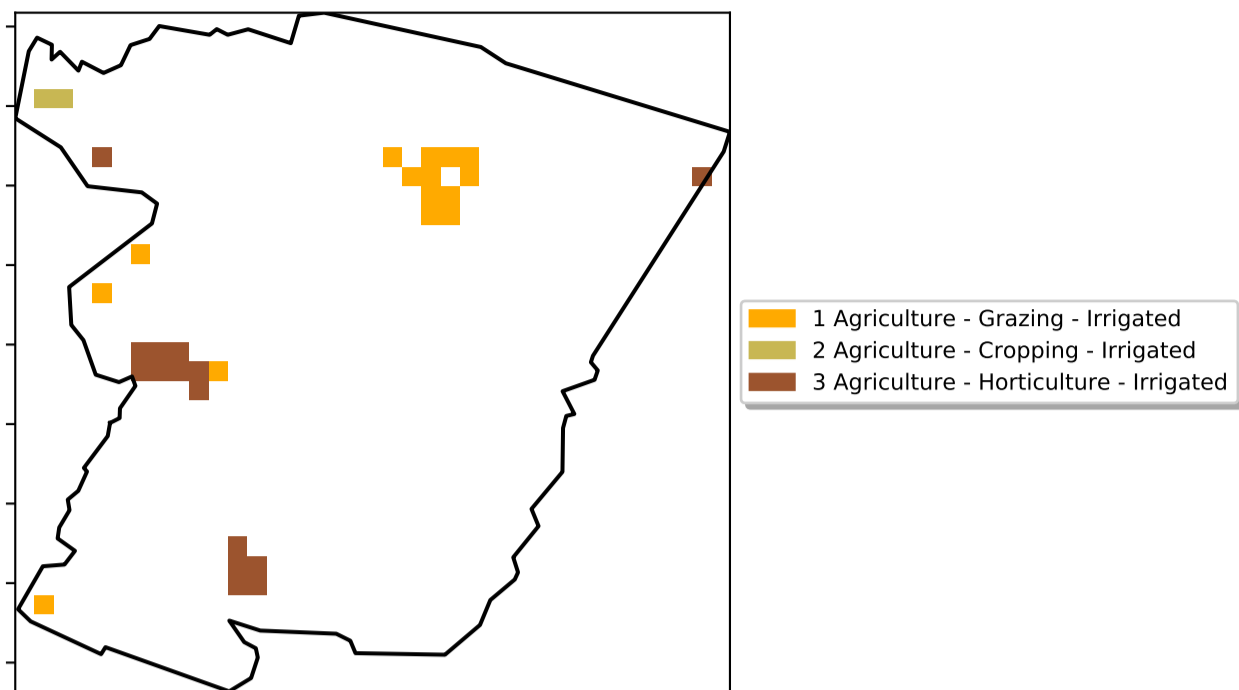 1 Agriculture - Grazing - Irrigated
2 Agriculture - Cropping - Irrigated
3 Agriculture - Horticulture - Irrigated